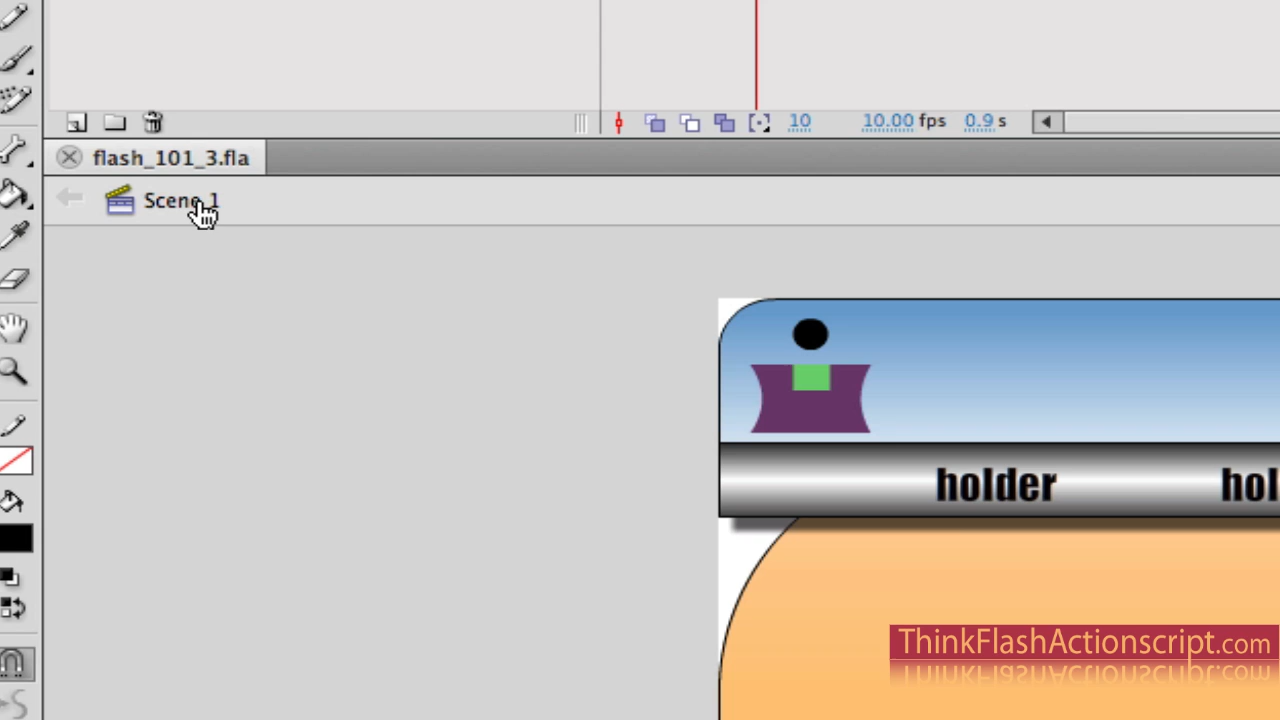 10 10.00 fps 0.9 s
flash_101_3.fla
Scene 1
holder
ThinkFlashActionscript.com